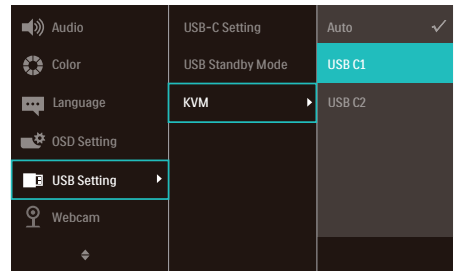 Audio
Color
Language
OSD Setting
USB Setting
Webcam
USB-C Setting
USB Standby Mode
KVM
Auto
USB C1
USB C2